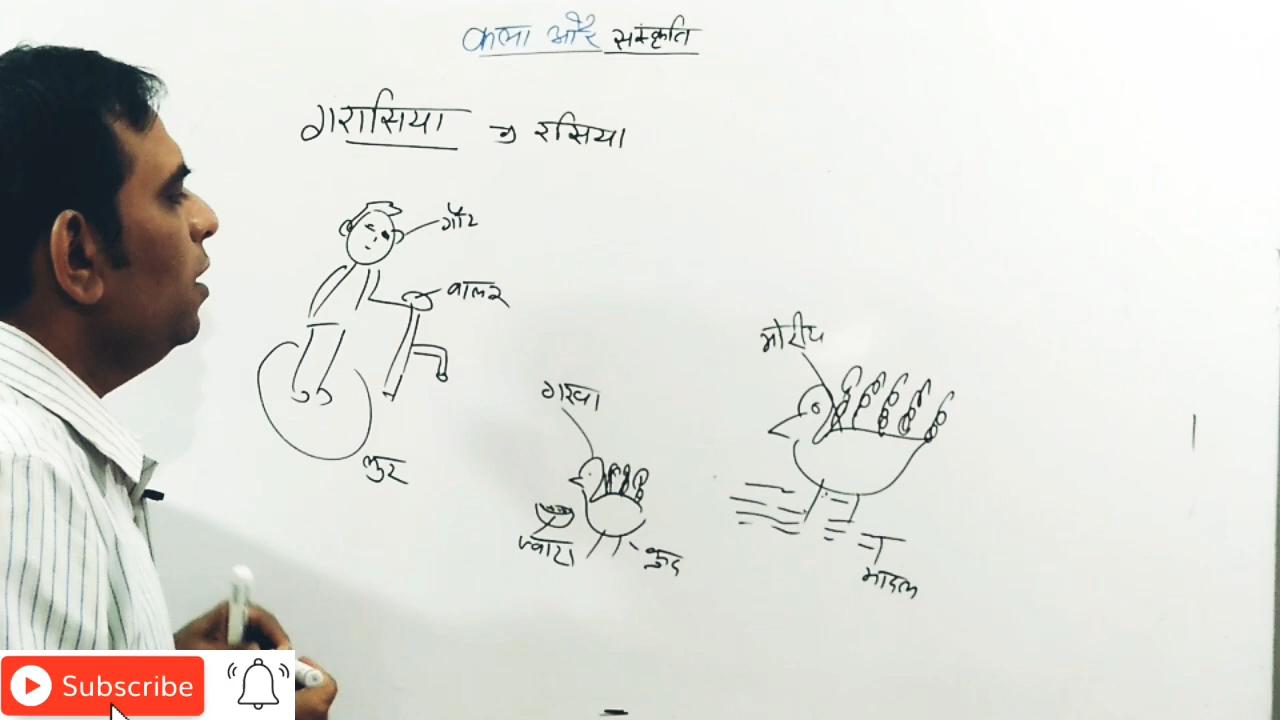 कला और संस्कृति
गरासिया → रसिया
गौर
वालर
लुर
गरवा
ज्वारा
कुद
मोरीय
मादल
Subscribe